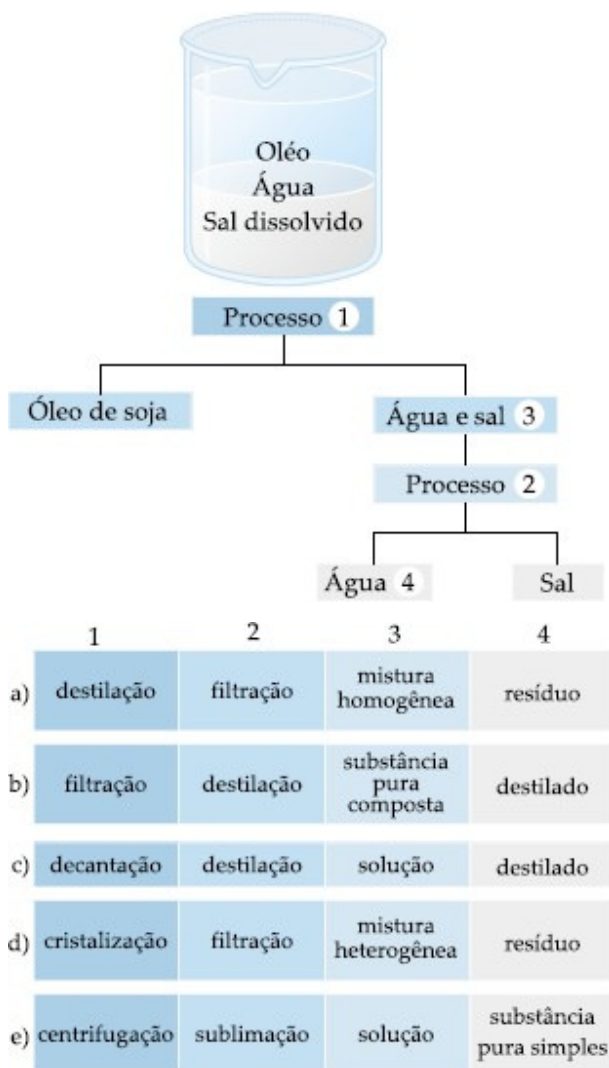 Oléo
Água
Sal dissolvido
Processo 1
Óleo de soja
Água e sal 3
Processo 2
Água 4
Sal
1 2 3 4
a) destilação filtração mistura homogênea resíduo
b) filtração destilação substância pura composta destilado
c) decantação destilação solução destilado
d) cristalização filtração mistura heterogênea resíduo
e) centrifugação sublimação solução substância pura simples